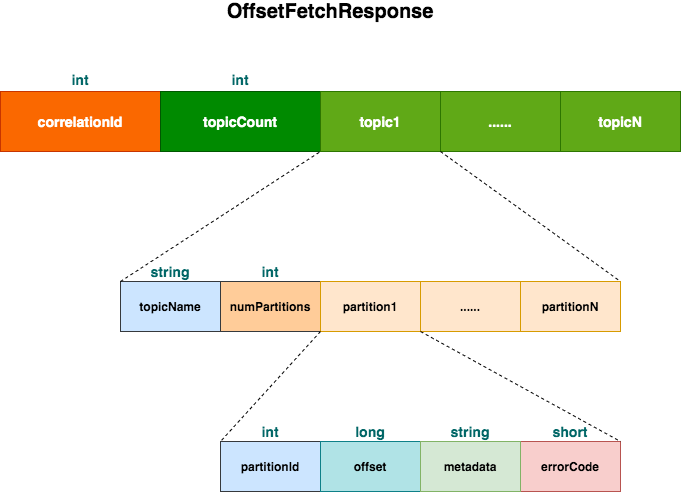 OffsetFetchResponse
int int
correlationId topicCount topic1 ...... topicN
string int
topicName numPartitions partition1 ...... partitionN
int long string short
partitionId offset metadata errorCode